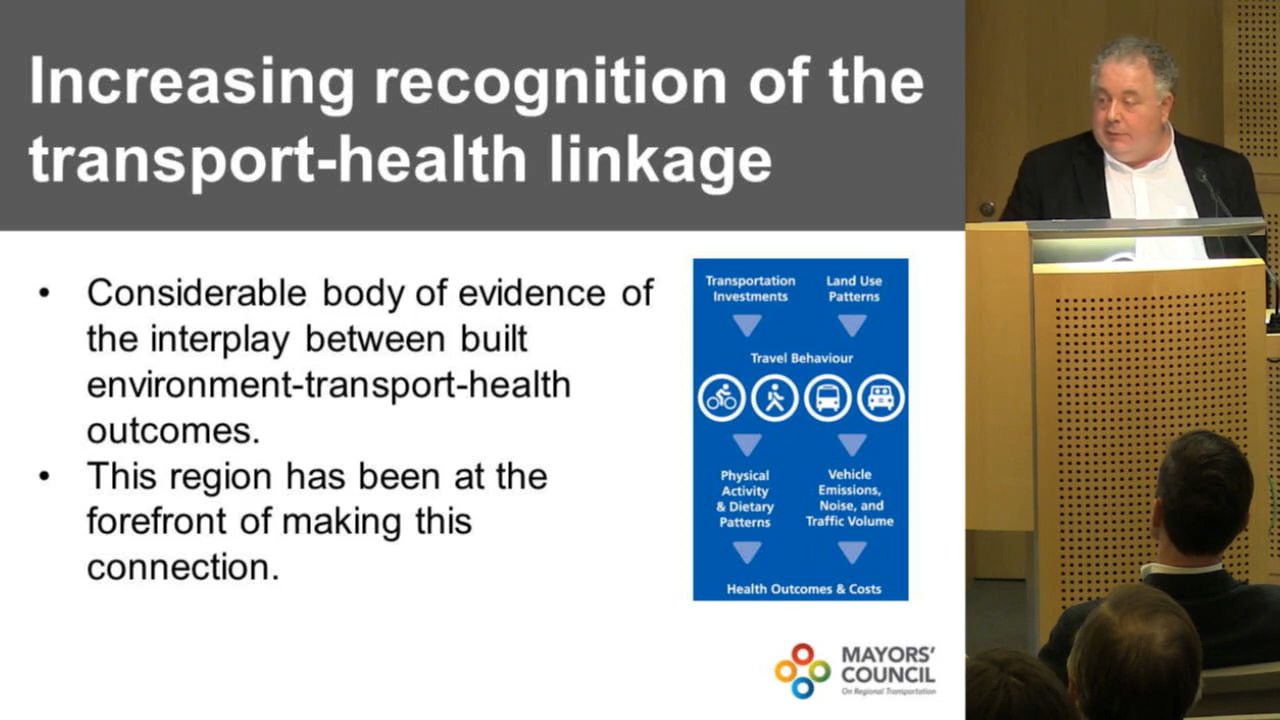 Increasing recognition of the
transport-health linkage
• Considerable body of evidence of
the interplay between built
environment-transport-health
outcomes.
• This region has been at the
forefront of making this
connection.
Transportation
Investments
Land Use
Patterns
Travel Behaviour
Physical
Activity
& Dietary
Patterns
Vehicle
Emissions,
Noise, and
Traffic Volume
Health Outcomes & Costs
MAYORS'
COUNCIL
On Regional Transportation